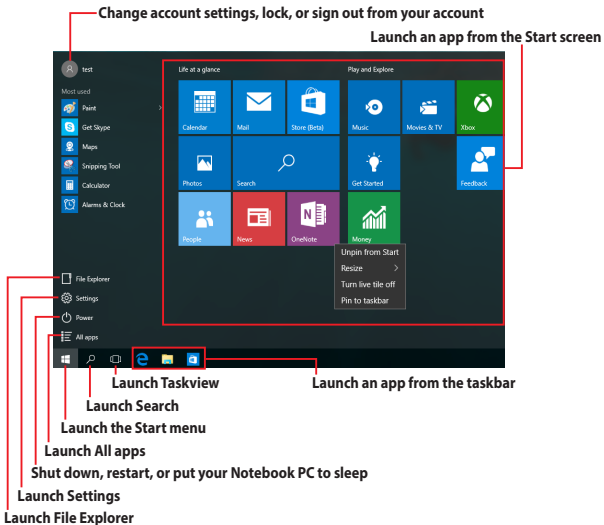 Change account settings, lock, or sign out from your account
Launch an app from the Start screen
test
Life at a glance
Play and Explore
Most used
Paint
Get Skype
Maps
Snipping Tool
Calculator
Alarms & Clock
Calendar
Mail
Store (Beta)
Music
Movies & TV
Xbox
Photos
Search
Get Started
Feedback
People
News
OneNote
Money
Unpin from Start
Resize
Turn live tile off
Pin to taskbar
File Explorer
Settings
Power
All apps
Launch Taskview
Launch an app from the taskbar
Launch Search
Launch the Start menu
Launch All apps
Shut down, restart, or put your Notebook PC to sleep
Launch Settings
Launch File Explorer